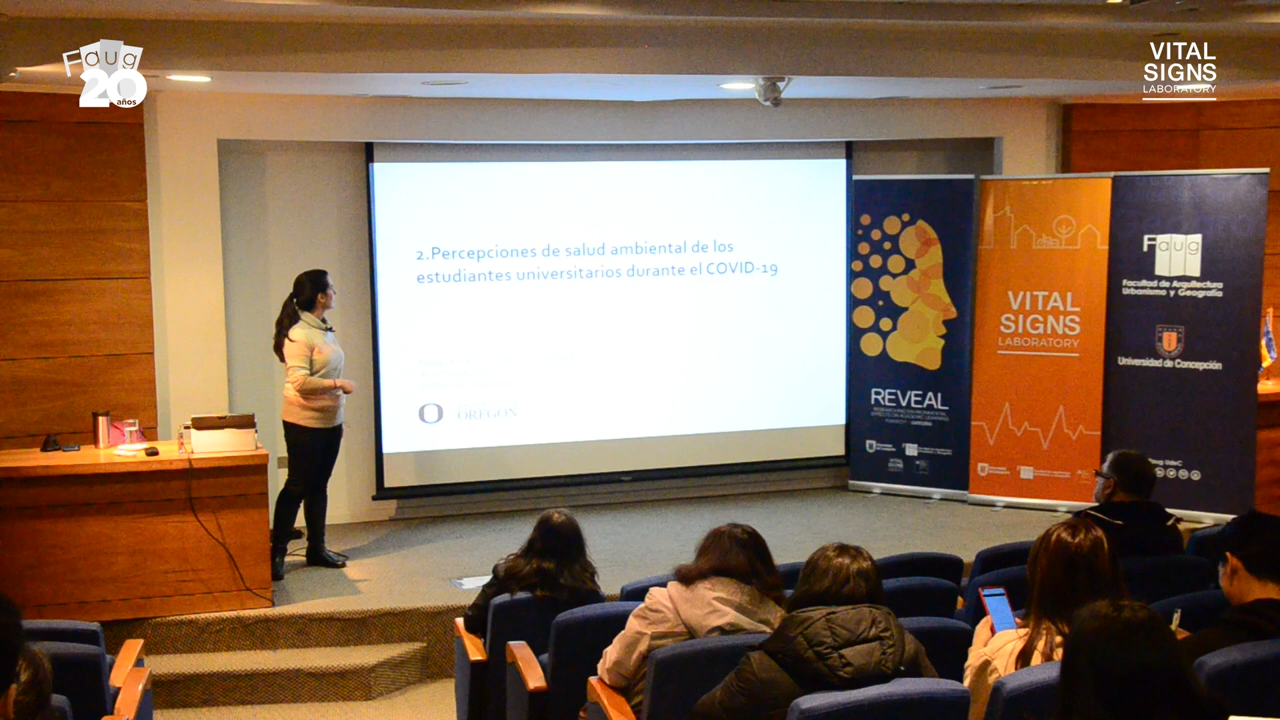 Faug
20
años
VITAL
SIGNS
LABORATORY
2.Percepciones de salud ambiental de los
estudiantes universitarios durante el COVID-19
OREGON
REVEAL
VITAL
SIGNS
LABORATORY
Faug
Facultad de Arquitectura
Urbanismo y Geografía
Universidad de Concepción